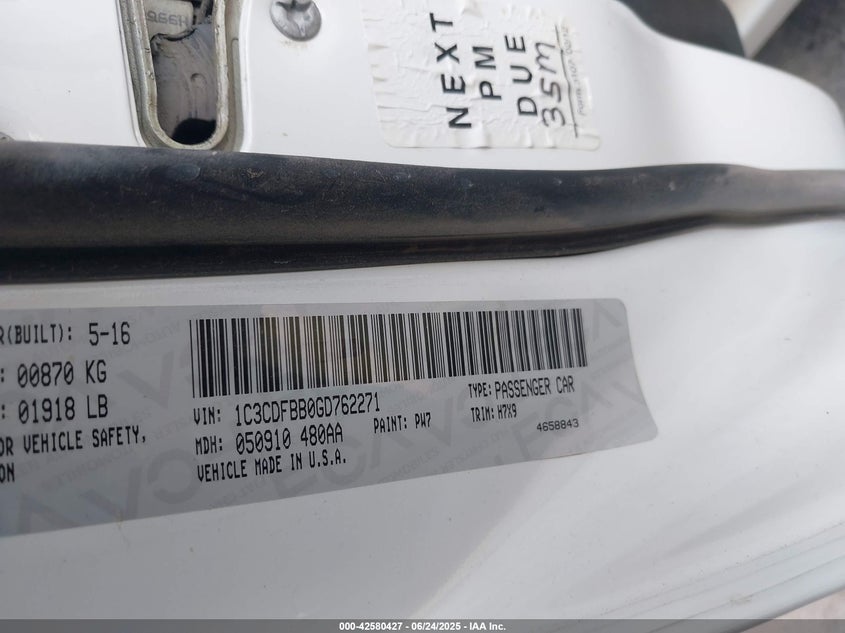 H99S
NEXT
PM
DUE
35M
R(BUILT): 5-16
: 00870 KG
: 01918 LB
OR VEHICLE SAFETY,
ON
VIN: 1C3CDFBB0GD762271
MDH: 050910 480AA
PAINT: PW7
VEHICLE MADE IN U.S.A.
TYPE: PASSENGER CAR
TRIM: H7X9
4658843
000-42580427 - 06/24/2025 - IAA Inc.